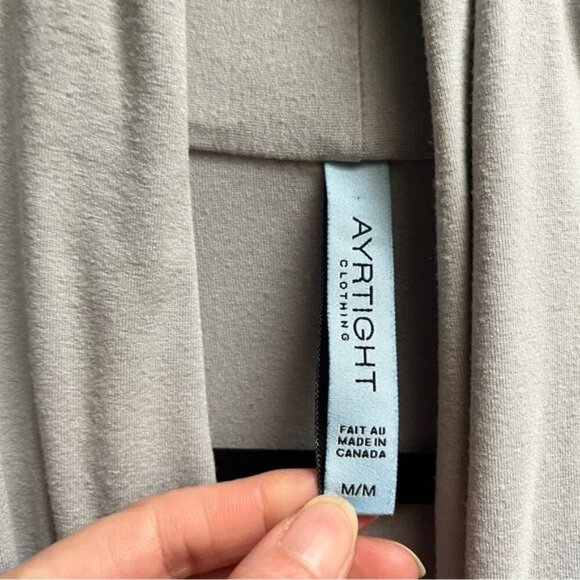 AYRTIGHT
CLOTHING
FAIT AU
MADE IN
CANADA
M/M